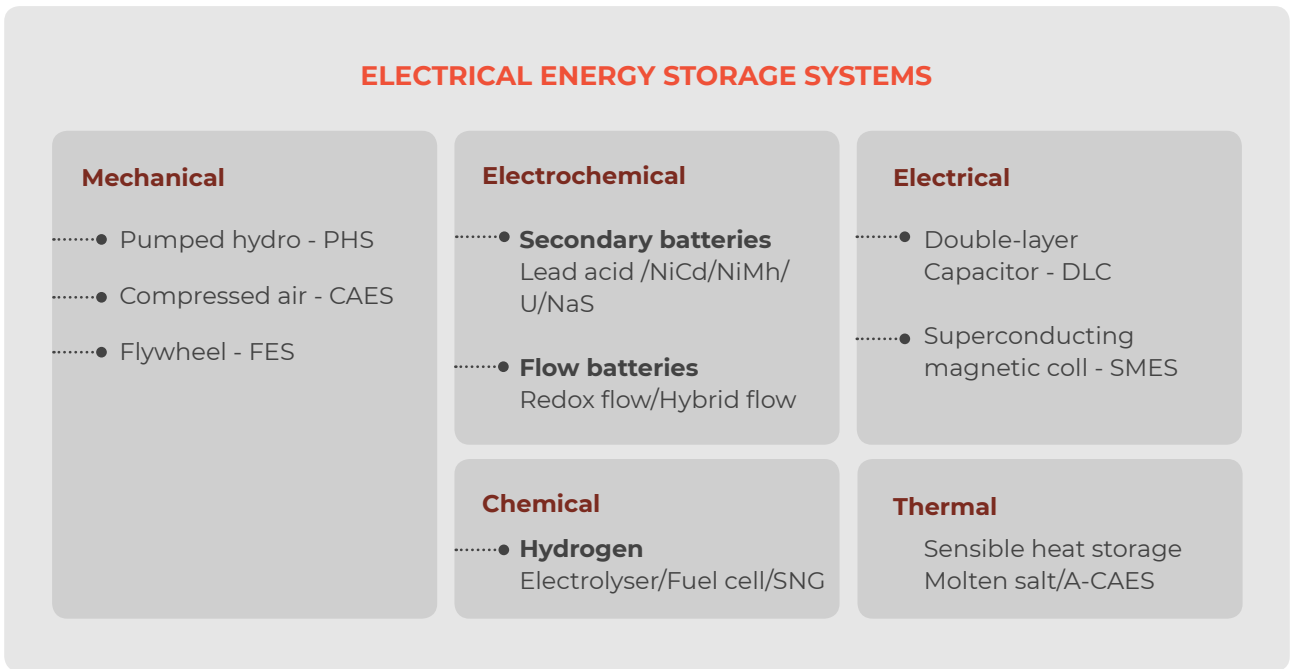 ELECTRICAL ENERGY STORAGE SYSTEMS
Mechanical
Pumped hydro - PHS
Compressed air - CAES
Flywheel - FES
Electrochemical
Secondary batteries
Lead acid /NiCd/NiMh/
U/NaS
Flow batteries
Redox flow/Hybrid flow
Electrical
Double-layer
Capacitor - DLC
Superconducting
magnetic coll - SMES
Chemical
Hydrogen
Electrolyser/Fuel cell/SNG
Thermal
Sensible heat storage
Molten salt/A-CAES